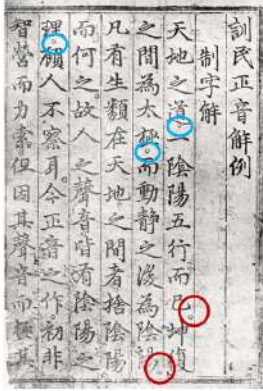 訓民正音解例
制字解
天地之道。一陰陽五行而已。坤復
之間為太極。而動靜之後為陰陽。
凡有生類在天地之間者。捨陰陽
而何之。故人之聲音。皆有陰陽之
理。顧人不察耳。今正音之作。初非
智營而力索。但因其聲音而極其